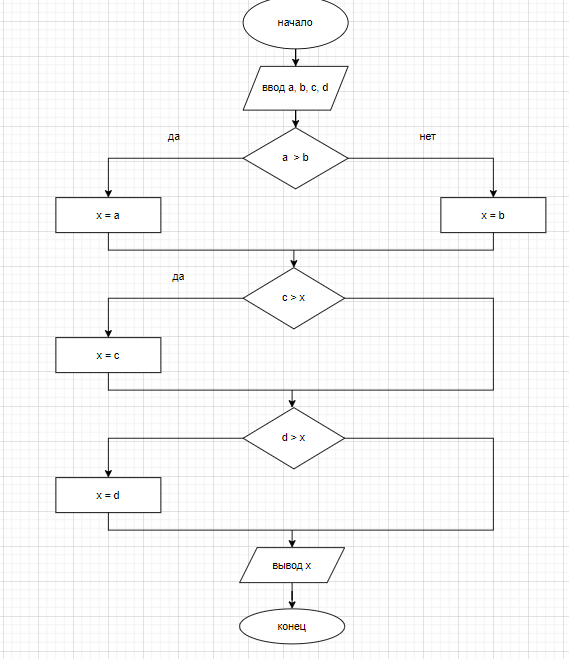 начало
ввод a, b, c, d
да
нет
a > b
x = a
x = b
да
c > x
x = c
d > x
x = d
вывод x
конец